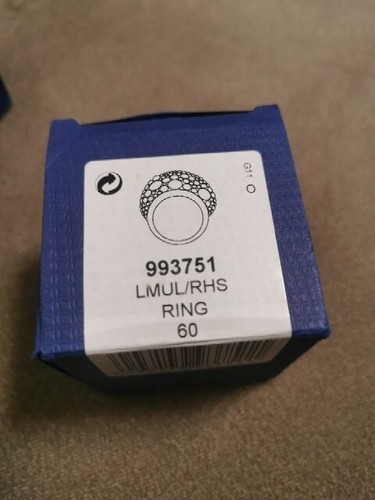 G11
993751
LMUL/RHS
RING
60